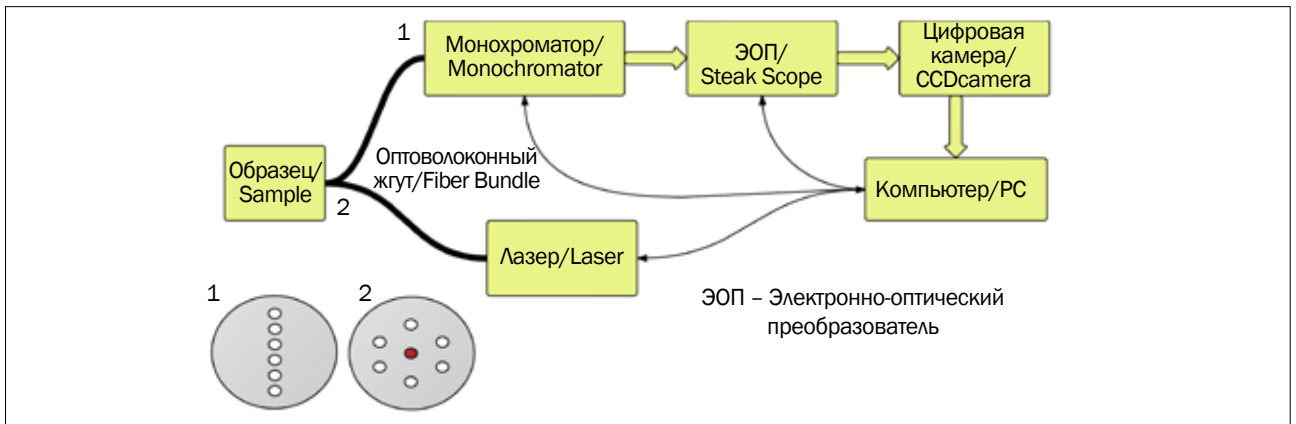 1
Монохроматор/
Monochromator
ЭОП/
Steak Scope
Цифровая
камера/
CCDcamera
Образец/
Sample
Оптоволоконный
жгут/Fiber Bundle
2
Компьютер/PC
Лазер/Laser
1
2
ЭОП – Электронно-оптический
преобразователь